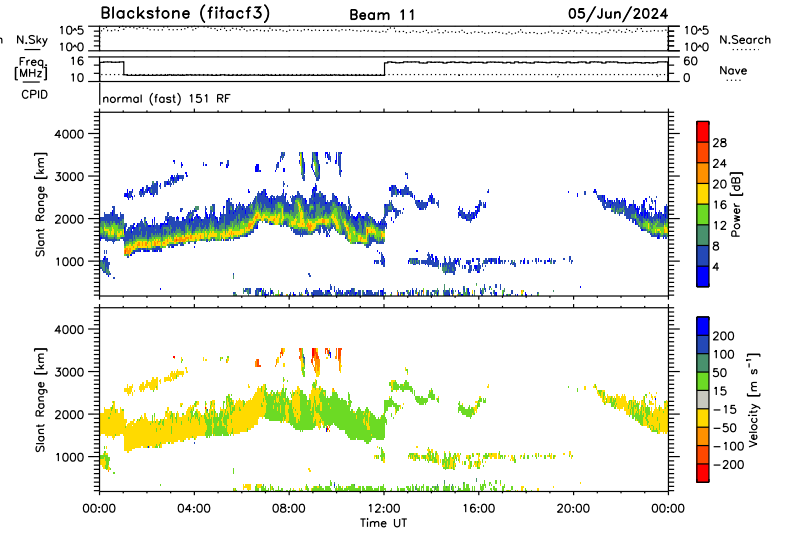 Blackstone (fitacf3)
Beam 11
05/Jun/2024
n N.Sky
10^5
10^0
10^5
10^0
N.Search
Freq.
[MHz]
16
10
60
0
Nave
CPID
normal (fast) 151 RF
4000
3000
2000
1000
Slant Range [km]
28
24
20
16
12
8
4
Power [dB]
4000
3000
2000
1000
Slant Range [km]
200
100
50
15
-15
-50
-100
-200
Velocity [m s⁻¹]
00:00 04:00 08:00 12:00 16:00 20:00 00:00
Time UT